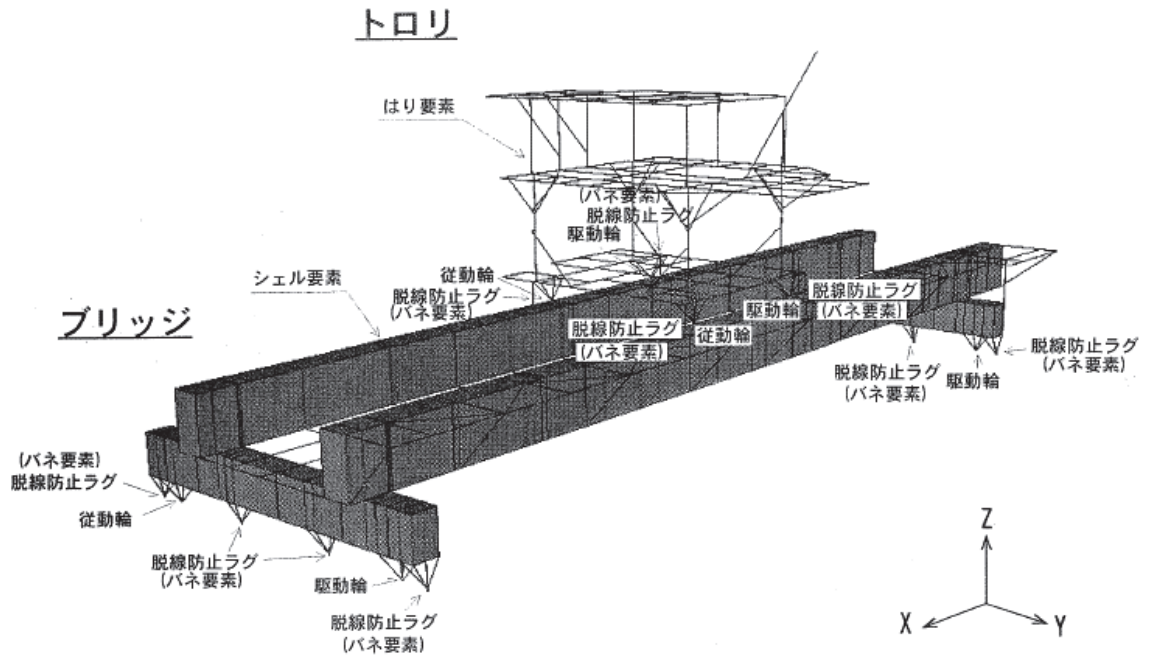 トロリ
はり要素
(バネ要素)
脱線防止ラグ
駆動輪
従動輪
脱線防止ラグ
(バネ要素)
シェル要素
ブリッジ
脱線防止ラグ
(バネ要素)
駆動輪
脱線防止ラグ
(バネ要素)
従動輪
脱線防止ラグ
(バネ要素)
駆動輪
脱線防止ラグ
(バネ要素)
(バネ要素)
脱線防止ラグ
従動輪
脱線防止ラグ
(バネ要素)
駆動輪
脱線防止ラグ
(バネ要素)
Z
X
Y